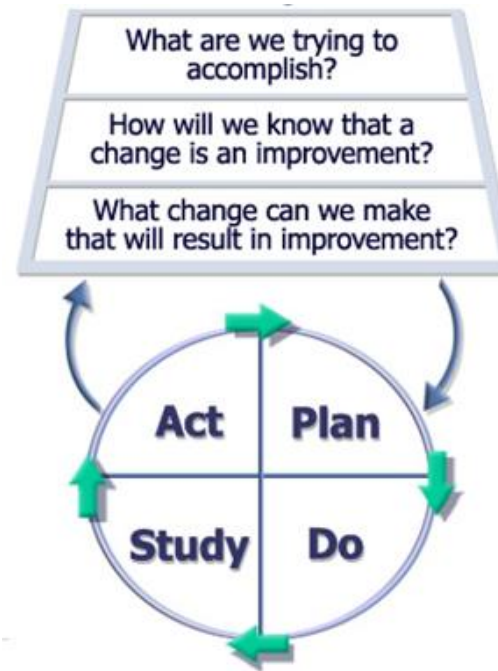 What are we trying to
accomplish?
How will we know that a
change is an improvement?
What change can we make
that will result in improvement?
Act
Plan
Study
Do